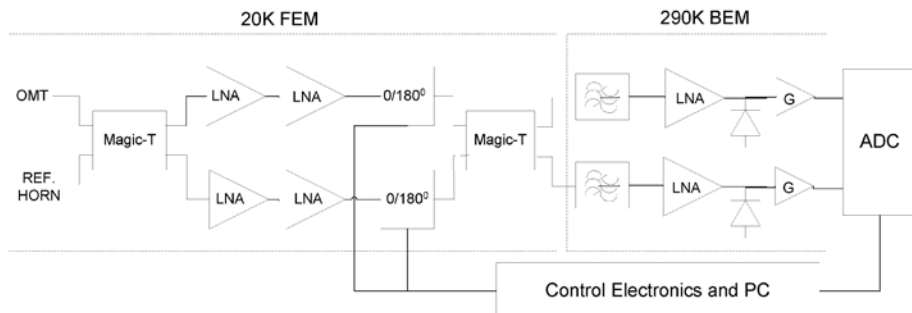 20K FEM
290K BEM
OMT
REF.
HORN
Magic-T
LNA
LNA
0/180⁰
LNA
LNA
0/180⁰
Magic-T
LNA
G
LNA
G
ADC
Control Electronics and PC